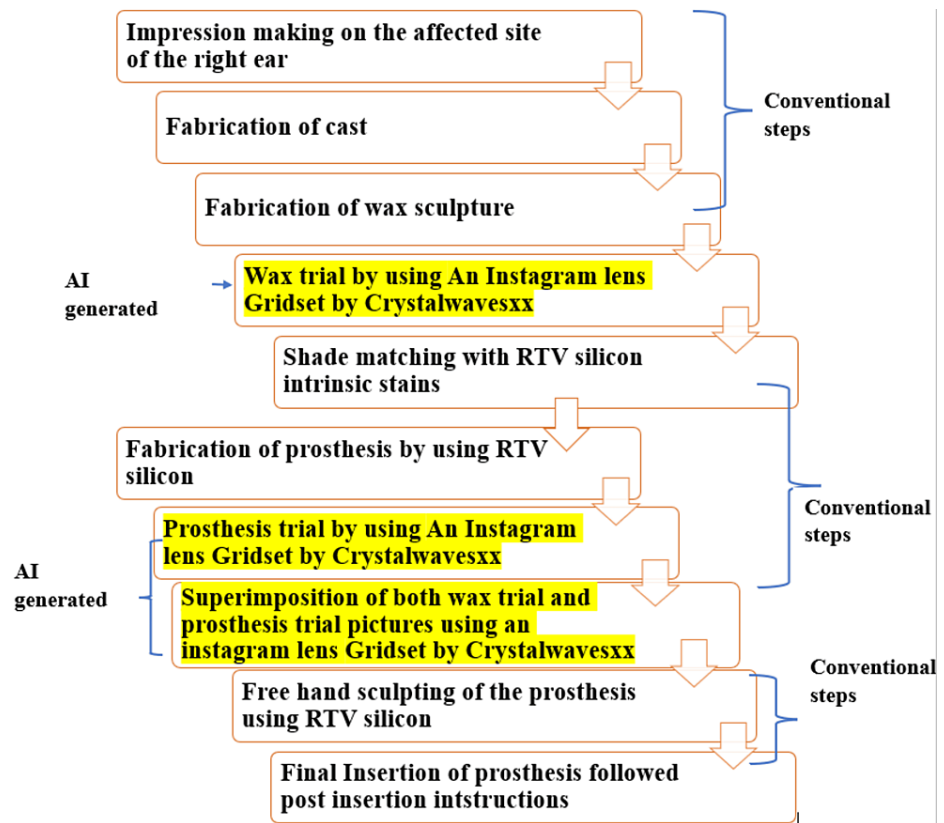 Impression making on the affected site
of the right ear
Conventional
steps
Fabrication of cast
Fabrication of wax sculpture
AI
generated
Wax trial by using An Instagram lens
Gridset by Crystalwavesxx
Shade matching with RTV silicon
intrinsic stains
Fabrication of prosthesis by using RTV
silicon
Conventional
steps
Prosthesis trial by using An Instagram
lens Gridset by Crystalwavesxx
AI
generated
Superimposition of both wax trial and
prosthesis trial pictures using an
instagram lens Gridset by Crystalwavesxx
Conventional
steps
Free hand sculpting of the prosthesis
using RTV silicon
Final Insertion of prosthesis followed
post insertion intstructions